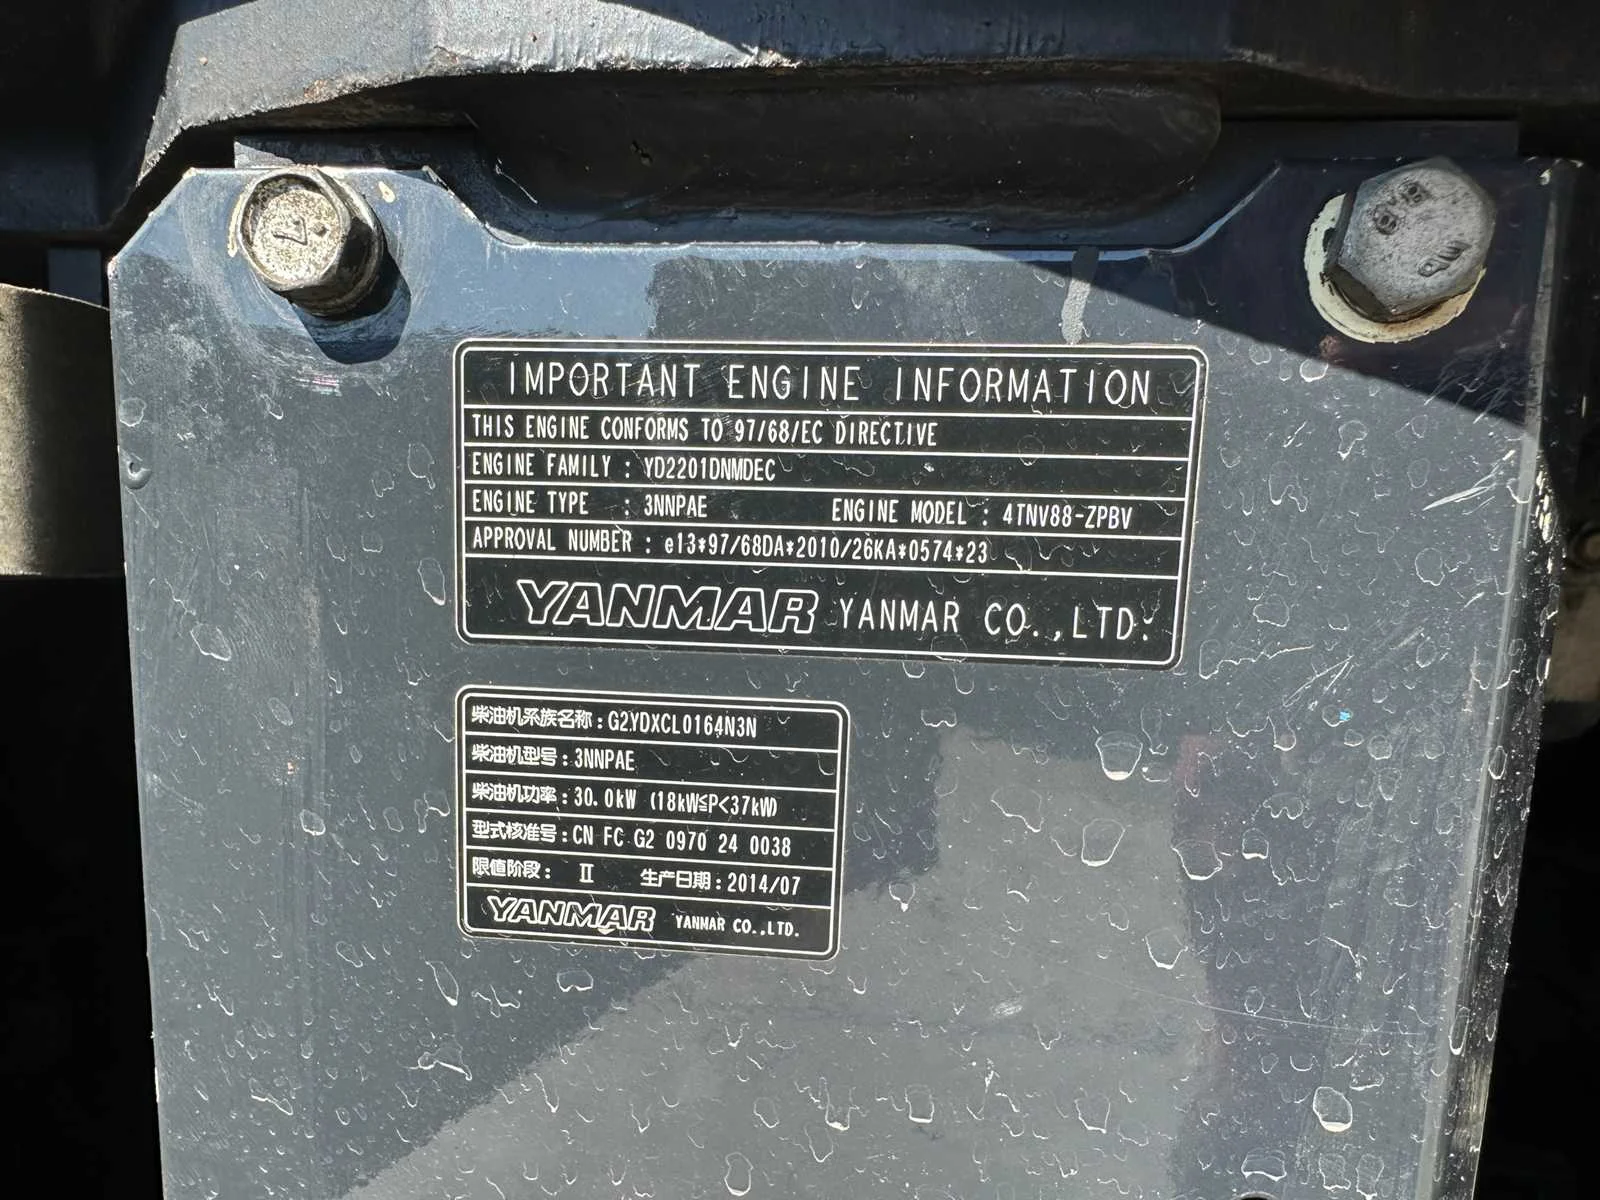 7
IMPORTANT ENGINE INFORMATION
THIS ENGINE CONFORMS TO 97/68/EC DIRECTIVE
ENGINE FAMILY : YD2201DNMDEC
ENGINE TYPE : 3NNPAE ENGINE MODEL : 4TNV88-ZPBV
APPROVAL NUMBER : e13*97/68DA*2010/26KA*0574*23
YANMAR YANMAR CO.,LTD.
柴油机系族名称:G2YDXCL0164N3N
柴油机型号:3NNPAE
柴油机功率:30.0kW (18kW≦P<37kW)
型式核准号:CN FC G2 0970 24 0038
限值阶段: II 生产日期:2014/07
YANMAR YANMAR CO.,LTD.